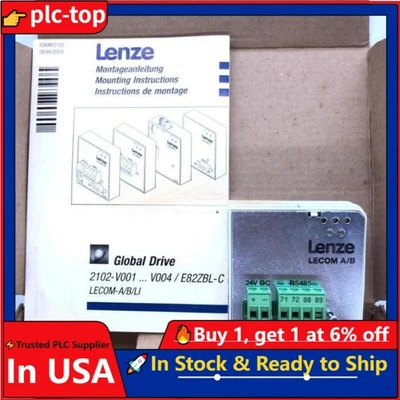 plc-top
Lenze
Montageanleitung
Mounting Instructions
Instructions de montage
Global Drive
2102-V001 ... V004 / E82ZBL-C
LECOM-A/B/LI
Lenze
LECOM A/B
24V DC
RS485
+
71 72 88 89
Buy 1, get 1 at 6% off
Trusted PLC Supplier
In USA
In Stock & Ready to Ship